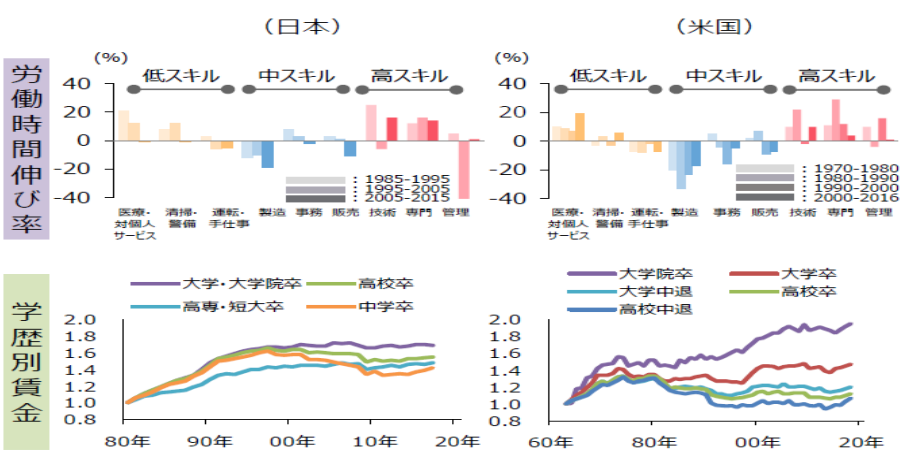 （日本）
（米国）
労働時間伸び率
(%)
低スキル
中スキル
高スキル
40
20
0
-20
-40
: 1985-1995
: 1995-2005
: 2005-2015
医療・
対個人
サービス
清掃・
警備
運転・
手仕事
製造
事務
販売
技術
専門
管理
(%)
低スキル
中スキル
高スキル
40
20
0
-20
-40
: 1970-1980
: 1980-1990
: 1990-2000
: 2000-2016
医療・
対個人
サービス
清掃・
警備
運転・
手仕事
製造
事務
販売
技術
専門
管理
学歴別賃金
大学・大学院卒
高校卒
高専・短大卒
中学卒
2.0
1.8
1.6
1.4
1.2
1.0
0.8
80年
90年
00年
10年
20年
大学院卒
大学卒
大学中退
高校卒
高校中退
2.0
1.8
1.6
1.4
1.2
1.0
0.8
60年
80年
00年
20年